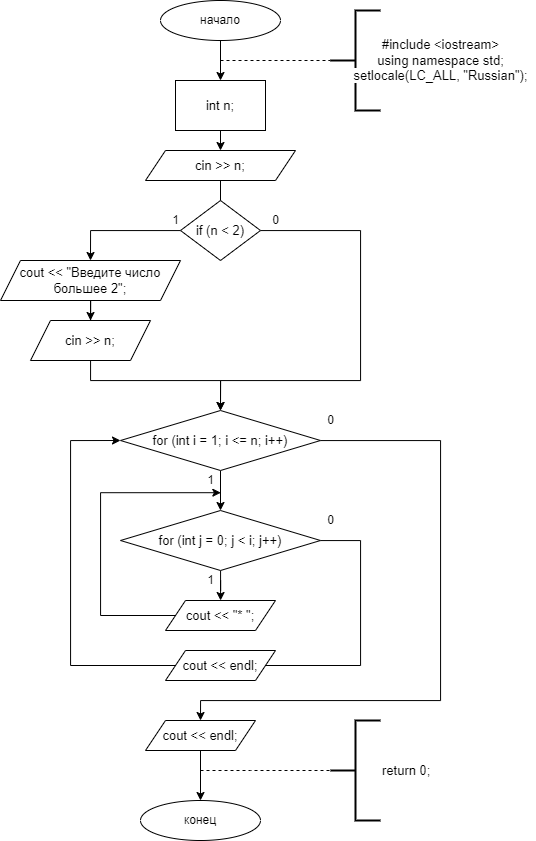 начало
#include <iostream>
using namespace std;
setlocale(LC_ALL, "Russian");
int n;
cin >> n;
if (n < 2)
1
0
cout << "Введите число
большее 2";
cin >> n;
for (int i = 1; i <= n; i++)
0
1
for (int j = 0; j < i; j++)
0
1
cout << "* ";
cout << endl;
cout << endl;
return 0;
конец